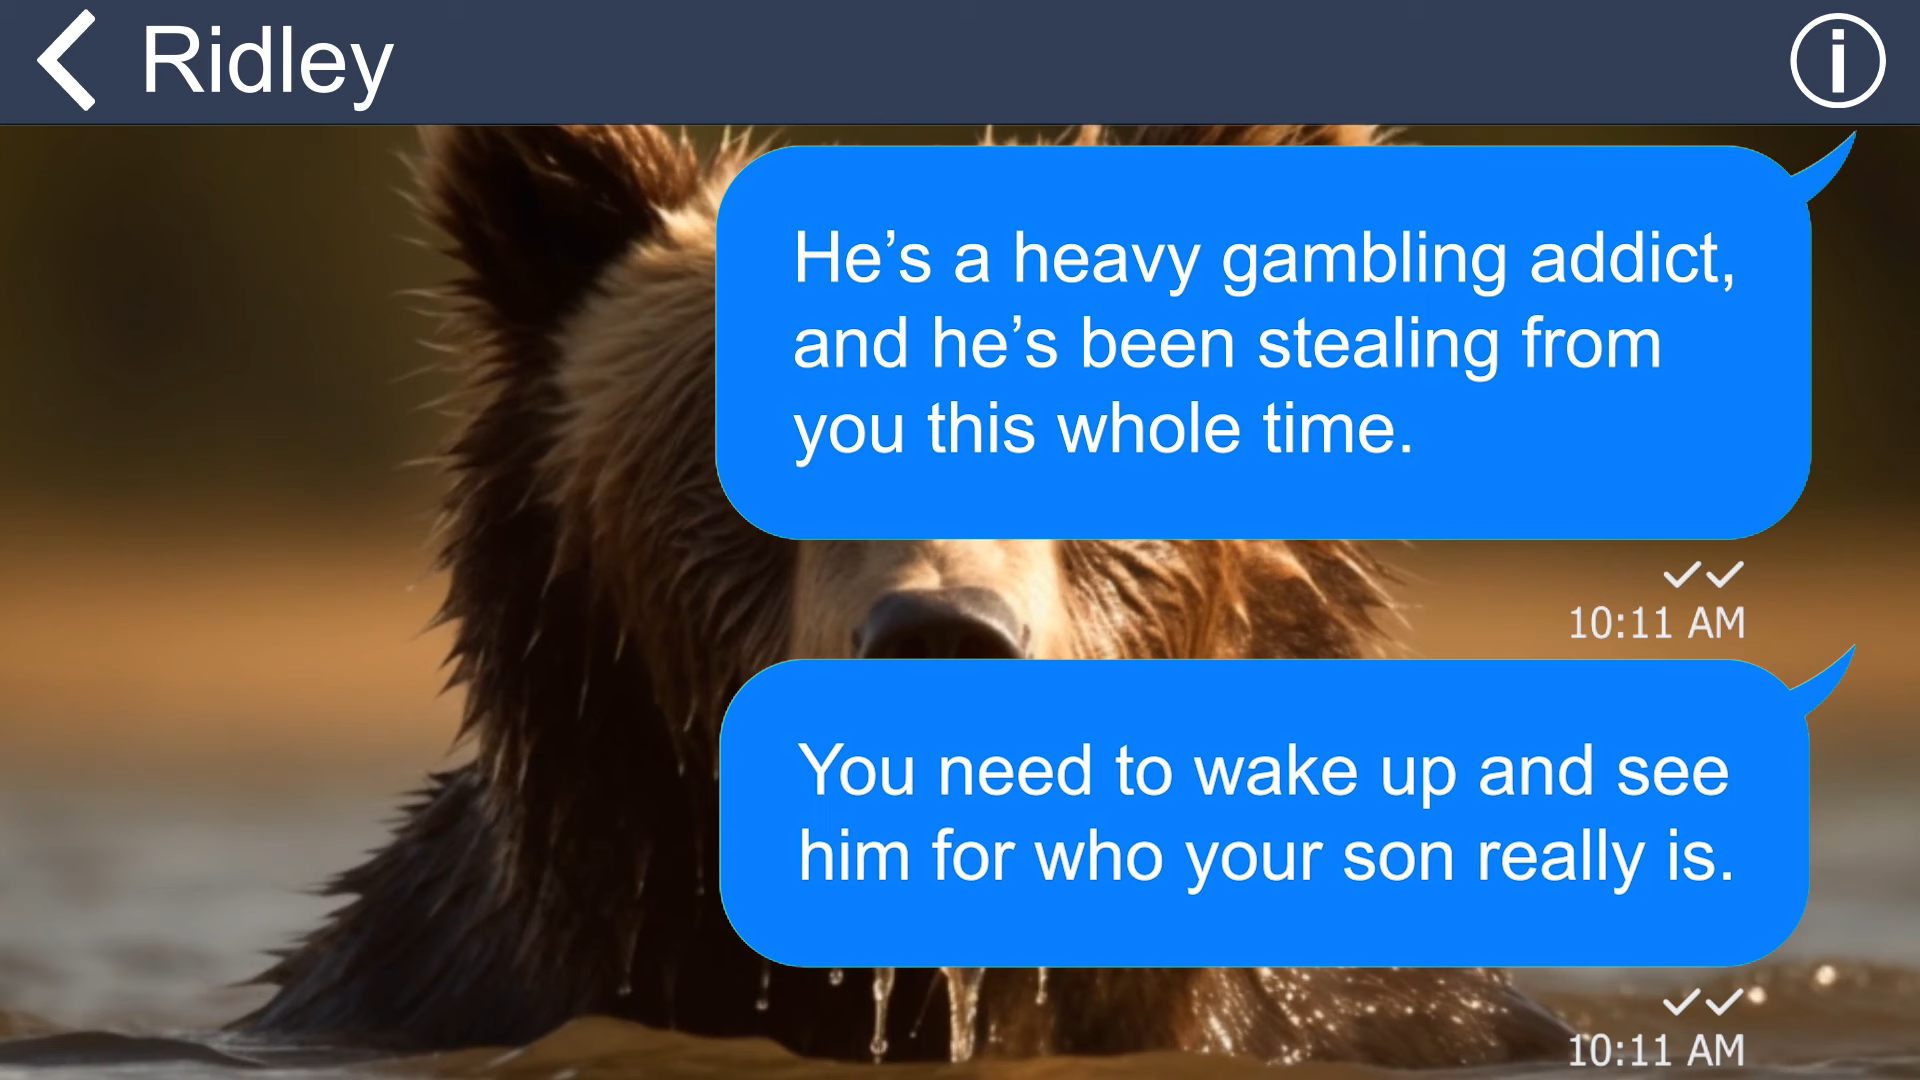 Ridley
He’s a heavy gambling addict,
and he’s been stealing from
you this whole time.
10:11 AM
You need to wake up and see
him for who your son really is.
10:11 AM